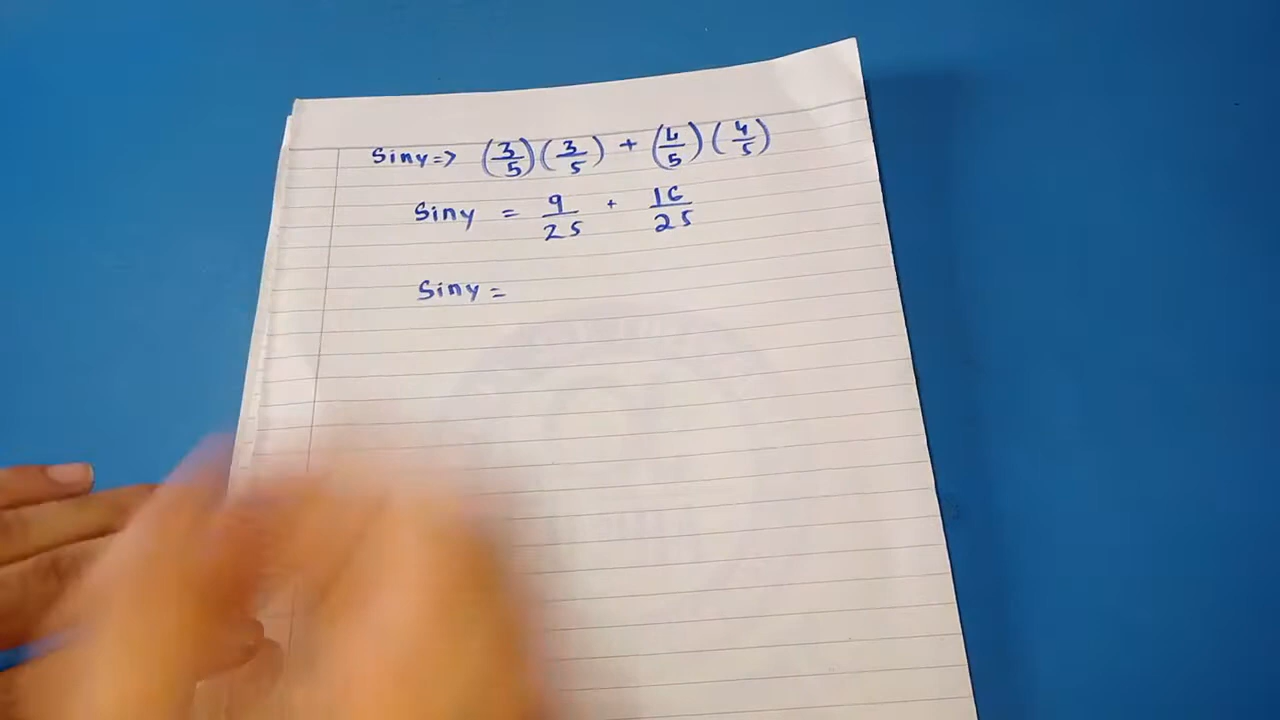 Siny => (3/5)(3/5) + (4/5)(4/5)
Siny = 9/25 + 16/25
Siny =